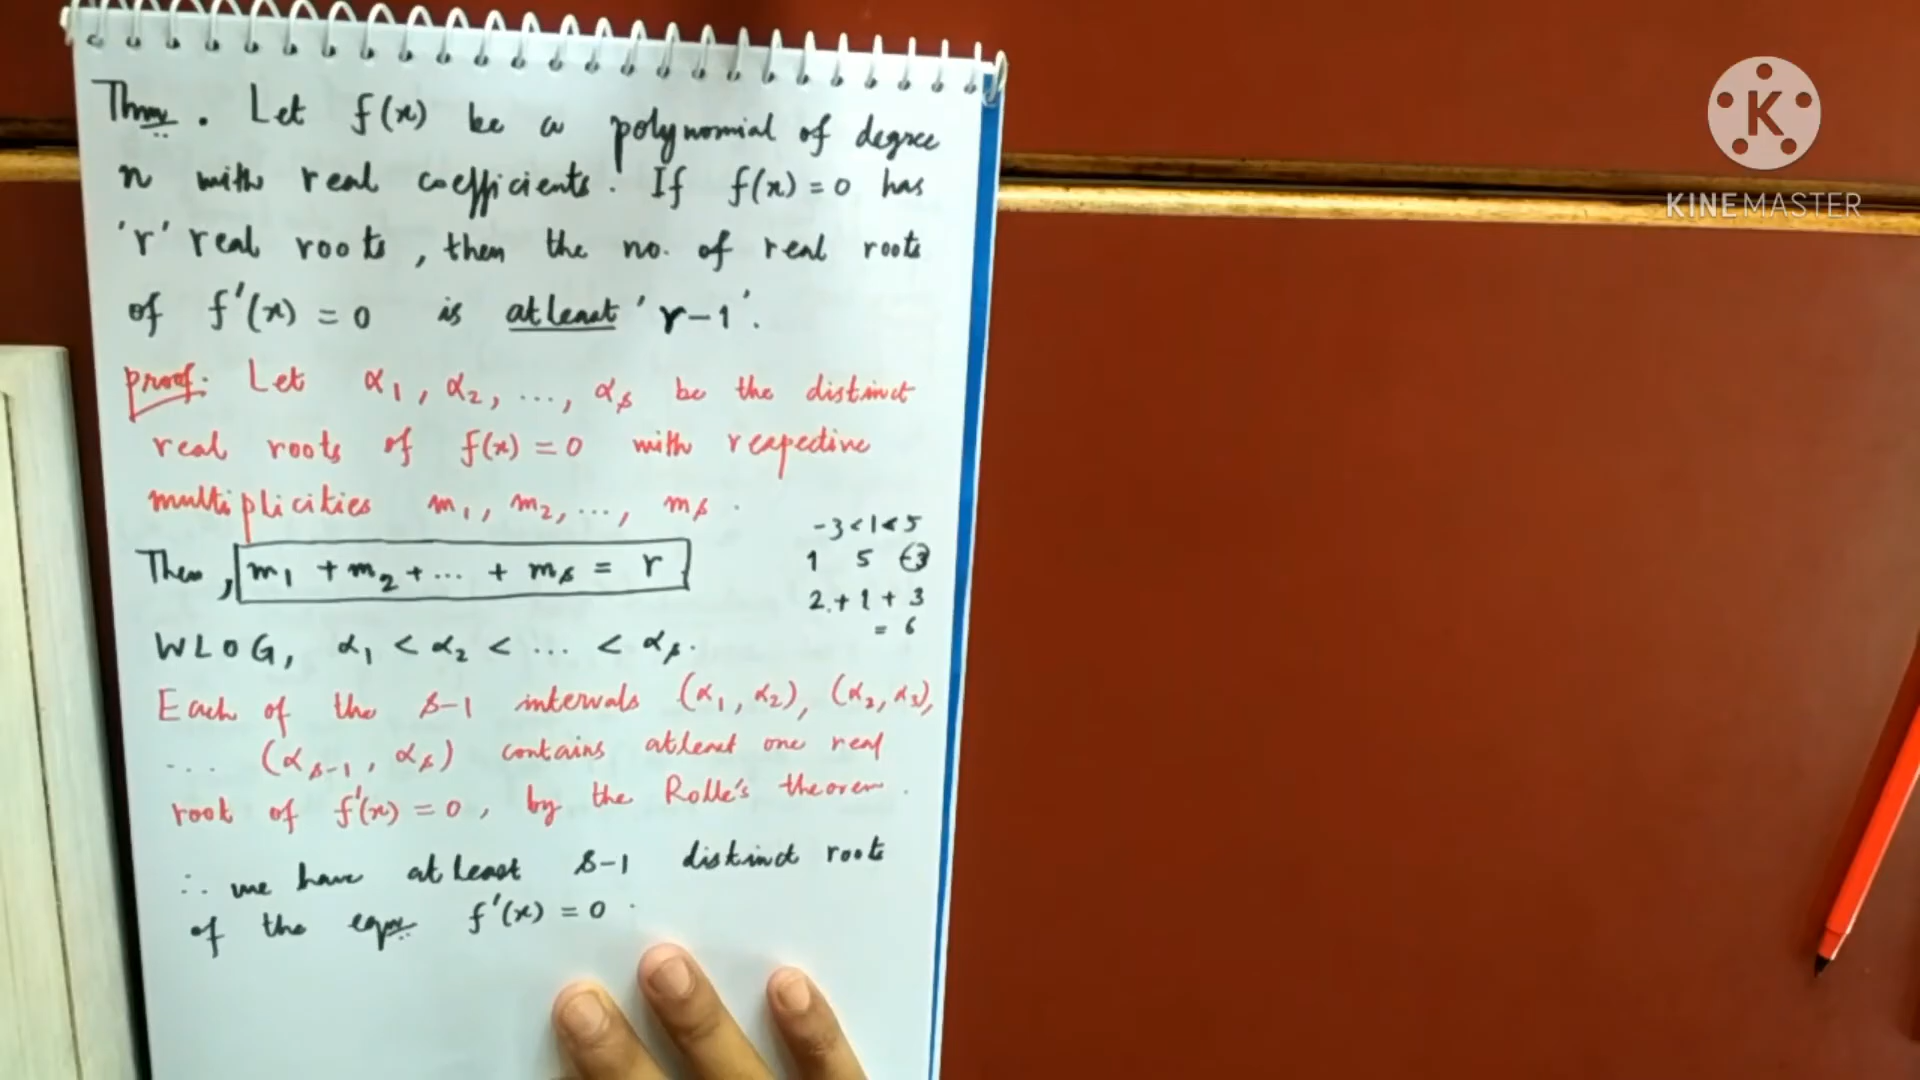 Thm. Let f(x) be a polynomial of degree
n with real coefficients. If f(x) = 0 has
'r' real roots, then the no. of real roots
of f'(x) = 0 is atleast 'r-1'.
proof: Let α₁, α₂, ..., αₛ be the distinct
real roots of f(x) = 0 with respective
multiplicities m₁, m₂, ..., mₛ.
Then, m₁ + m₂ + ... + mₛ = r
-3 < 1 < 5
1 5 -3
2 + 1 + 3
= 6
WLOG, α₁ < α₂ < ... < αₛ.
Each of the s-1 intervals (α₁, α₂), (α₂, α₃),
... (αₛ₋₁, αₛ) contains atleast one real
root of f'(x) = 0, by the Rolle's theorem.
∴ we have at least s-1 distinct roots
of the eqn f'(x) = 0.
K
KINEMASTER